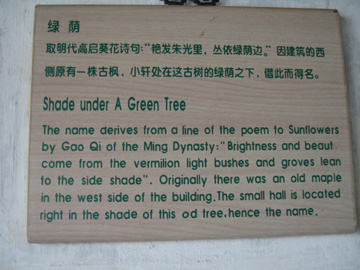 绿荫
取明代高启葵花诗句:“艳发朱光里,丛依绿荫边。”因建筑的西
侧原有一株古枫,小轩处在这古树的绿荫之下,借此而得名。
Shade under A Green Tree
The name derives from a line of the poem to Sunflowers
by Gao Qi of the Ming Dynasty:"Brightness and beaut
come from the vermilion light bushes and groves lean
to the side shade". Originally there was an old maple
in the west side of the building.The small hall is located
right in the shade of this od tree,hence the name.